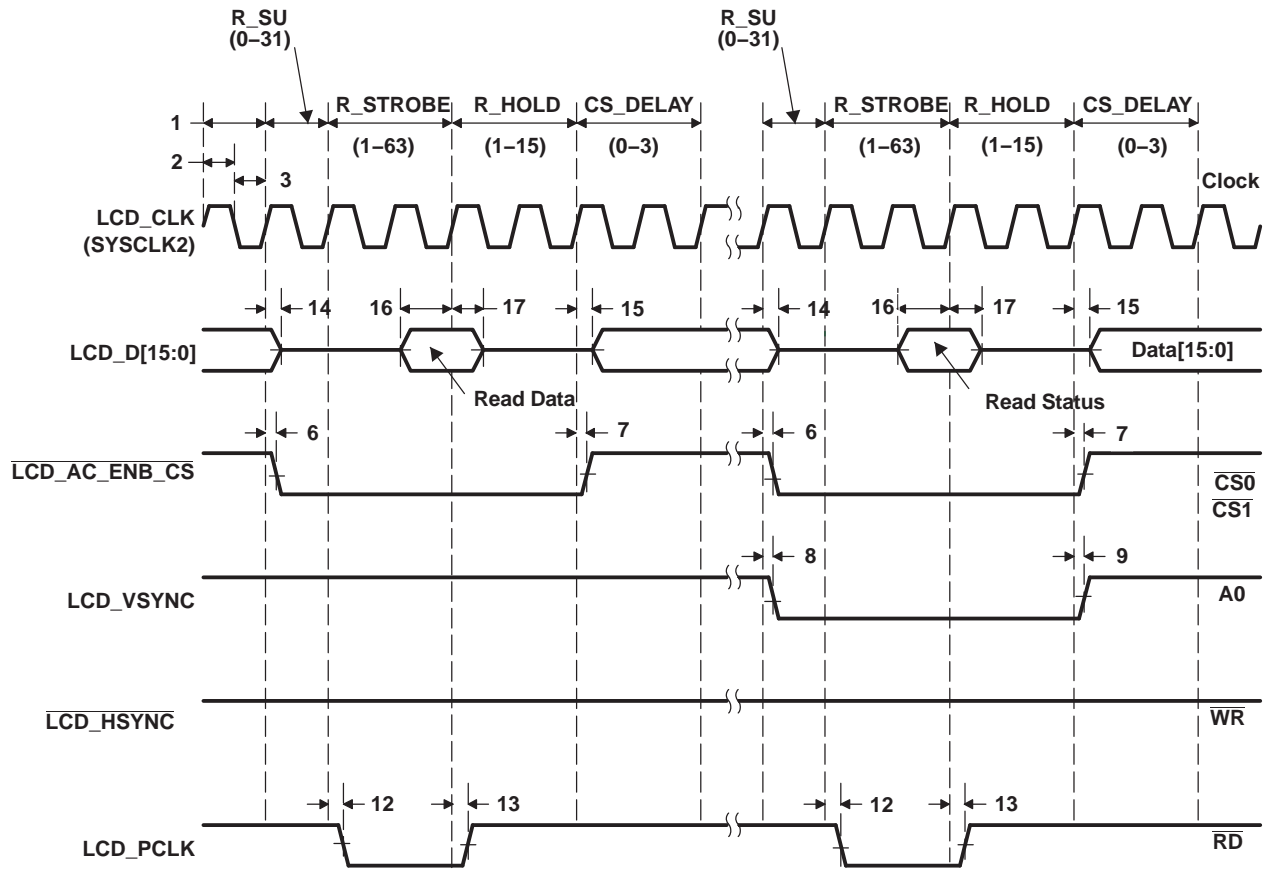 R_SU
(0–31)
R_SU
(0–31)
R_STROBE
R_HOLD
CS_DELAY
R_STROBE
R_HOLD
CS_DELAY
1
(1–63)
(1–15)
(0–3)
(1–63)
(1–15)
(0–3)
2
3
Clock
LCD_CLK
(SYSCLK2)
14
16
17
15
14
16
17
15
LCD_D[15:0]
Data[15:0]
Read Data
Read Status
6
7
6
7
LCD_AC_ENB_CS
CS0
CS1
8
9
LCD_VSYNC
A0
LCD_HSYNC
WR
12
13
12
13
LCD_PCLK
RD